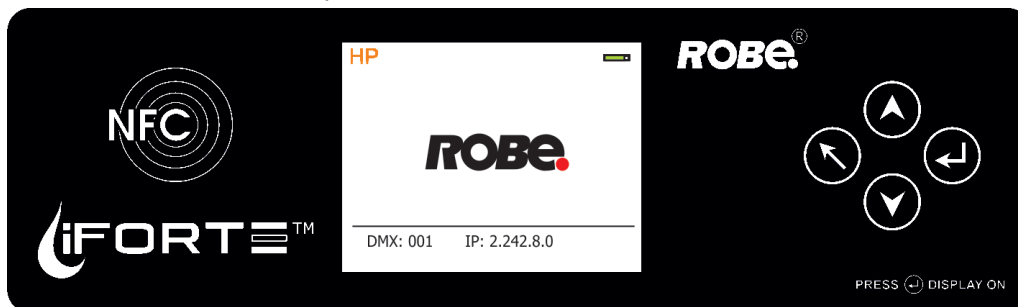 NFC
iFORTE™
HP
ROBE.
DMX: 001 IP: 2.242.8.0
ROBE.®
PRESS DISPLAY ON